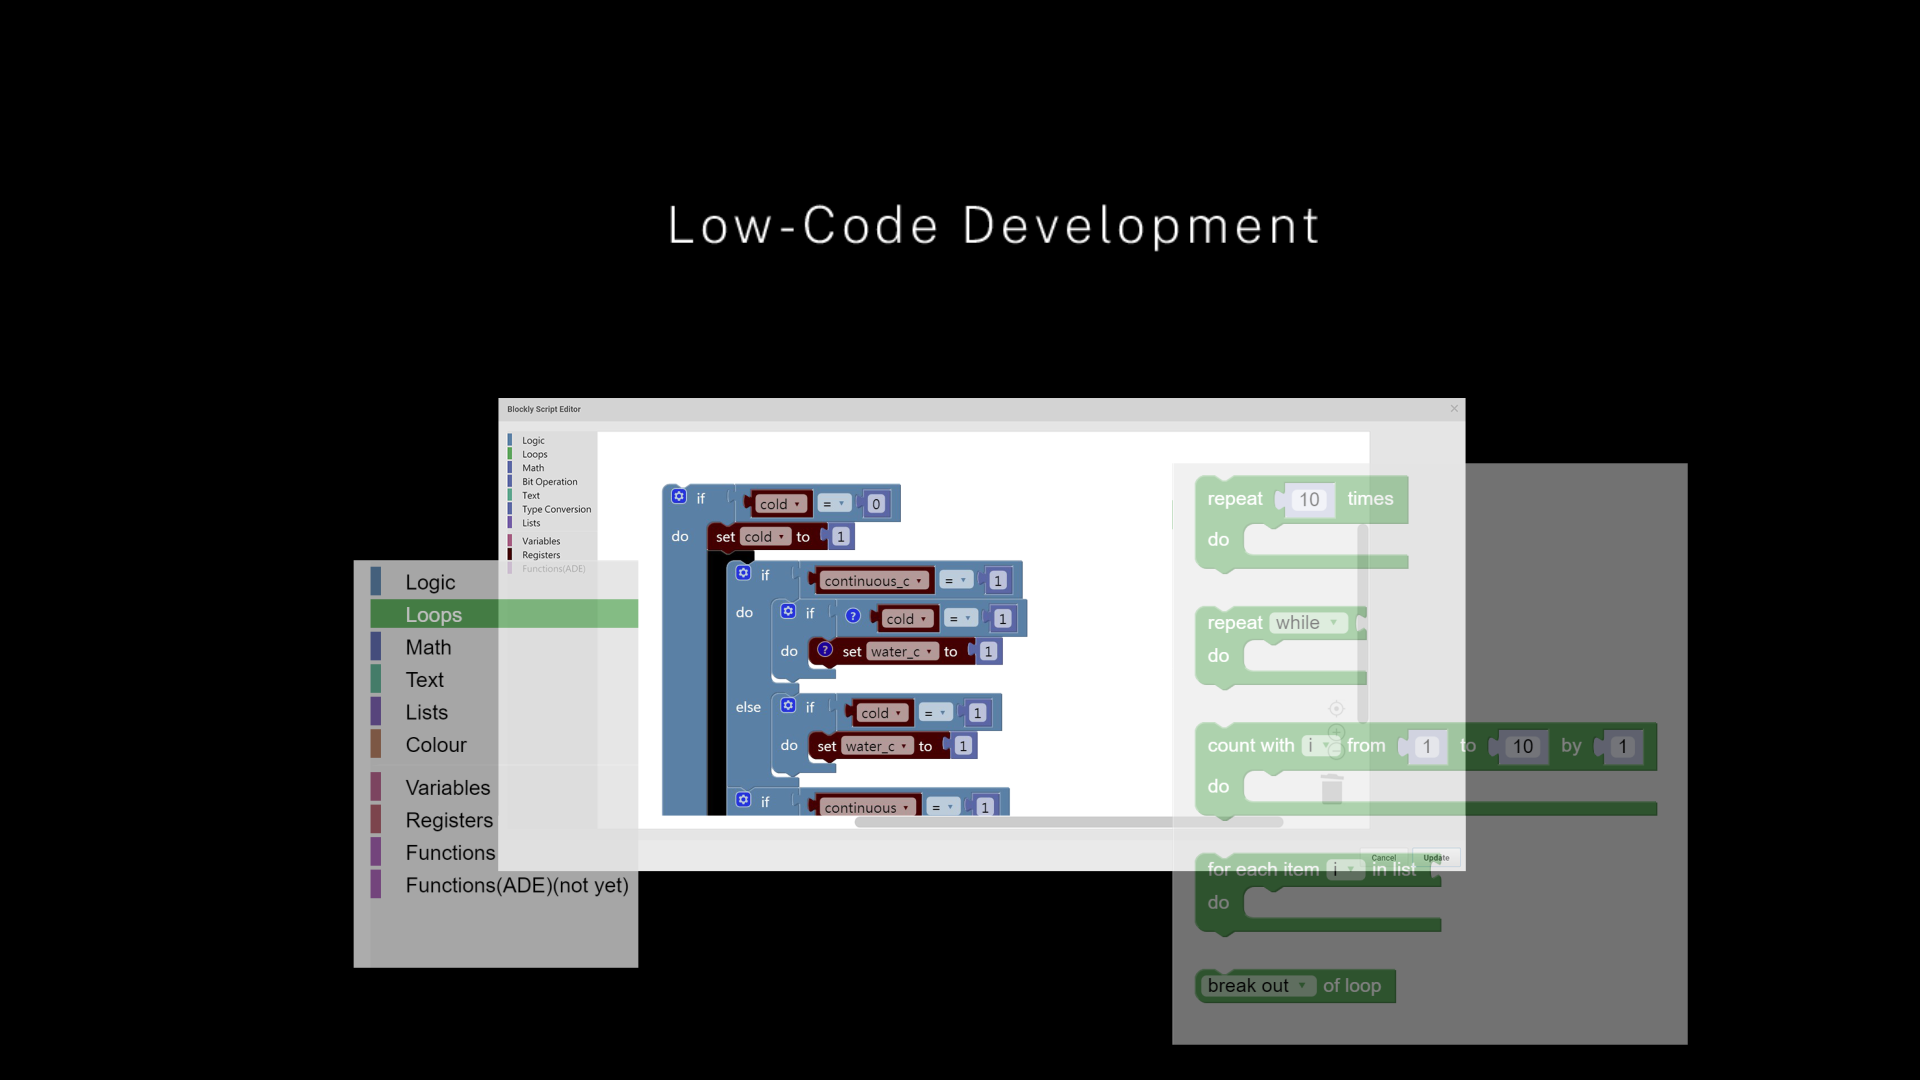 Low-Code Development
Blockly Script Editor
Logic
Loops
Math
Bit Operation
Text
Type Conversion
Lists
Variables
Registers
Functions(ADE)
if cold = 0
do set cold to 1
if continuous_c = 1
do if ? cold = 1
do ? set water_c to 1
else if cold = 1
do set water_c to 1
if continuous = 1
Cancel Update
Logic
Loops
Math
Text
Lists
Colour
Variables
Registers
Functions
Functions(ADE)(not yet)
repeat 10 times
do
repeat while
do
count with i from 1 to 10 by 1
do
for each item i in list
do
break out of loop